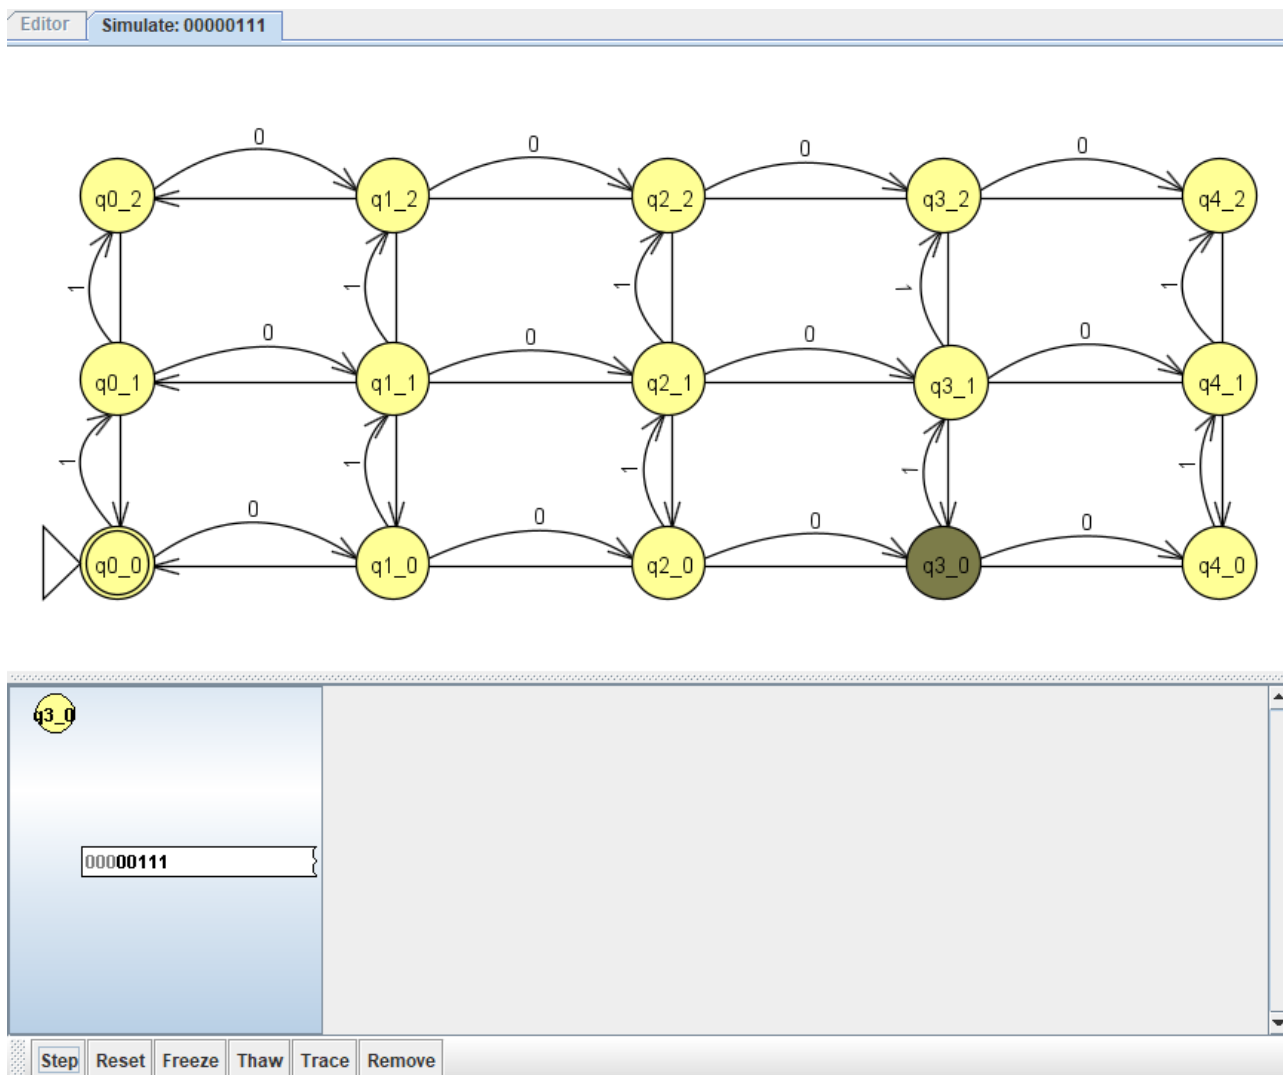 Editor Simulate: 00000111
0 0 0 0
q0_2 q1_2 q2_2 q3_2 q4_2
1 1 1 1 1
0 0 0 0
q0_1 q1_1 q2_1 q3_1 q4_1
1 1 1 1 1
0 0 0 0
q0_0 q1_0 q2_0 q3_0 q4_0
q3_0
00000111
Step Reset Freeze Thaw Trace Remove